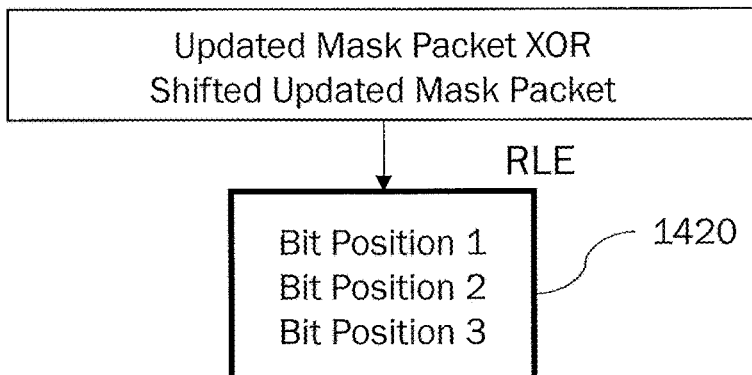 Updated Mask Packet XOR
Shifted Updated Mask Packet
RLE
Bit Position 1
1420
Bit Position 2
Bit Position 3